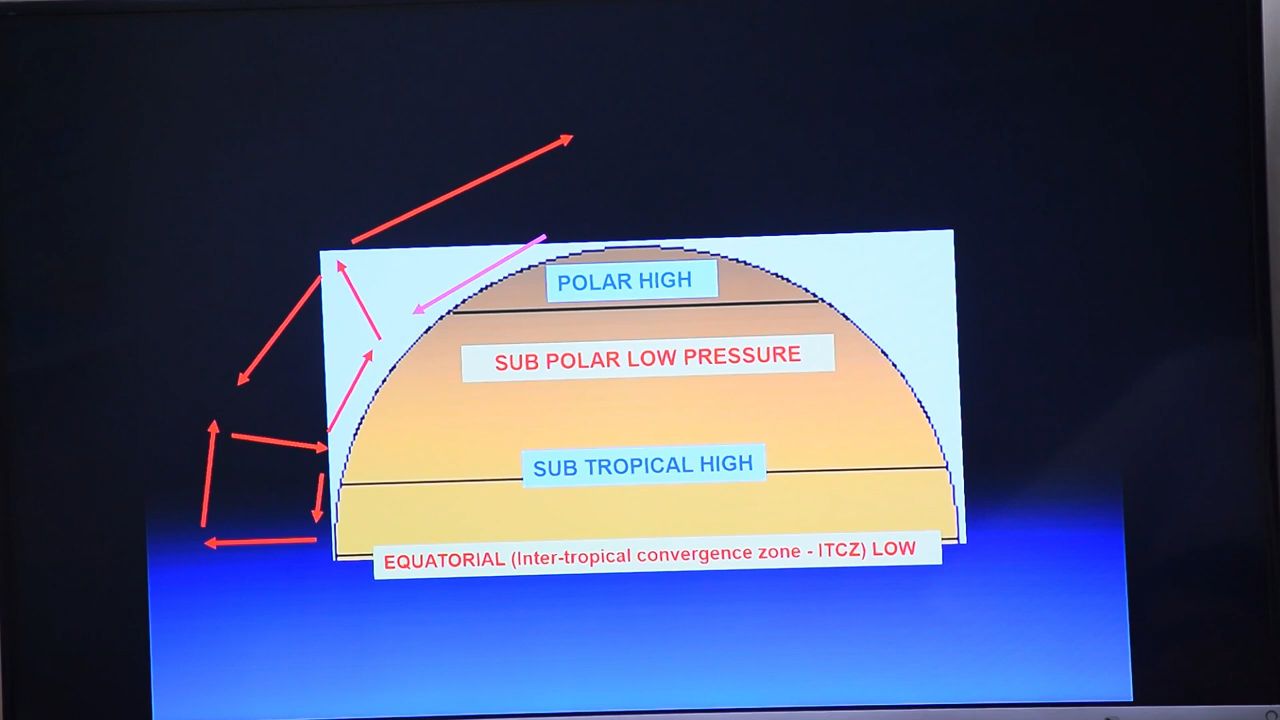 POLAR HIGH
SUB POLAR LOW PRESSURE
SUB TROPICAL HIGH
EQUATORIAL (Inter-tropical convergence zone - ITCZ) LOW